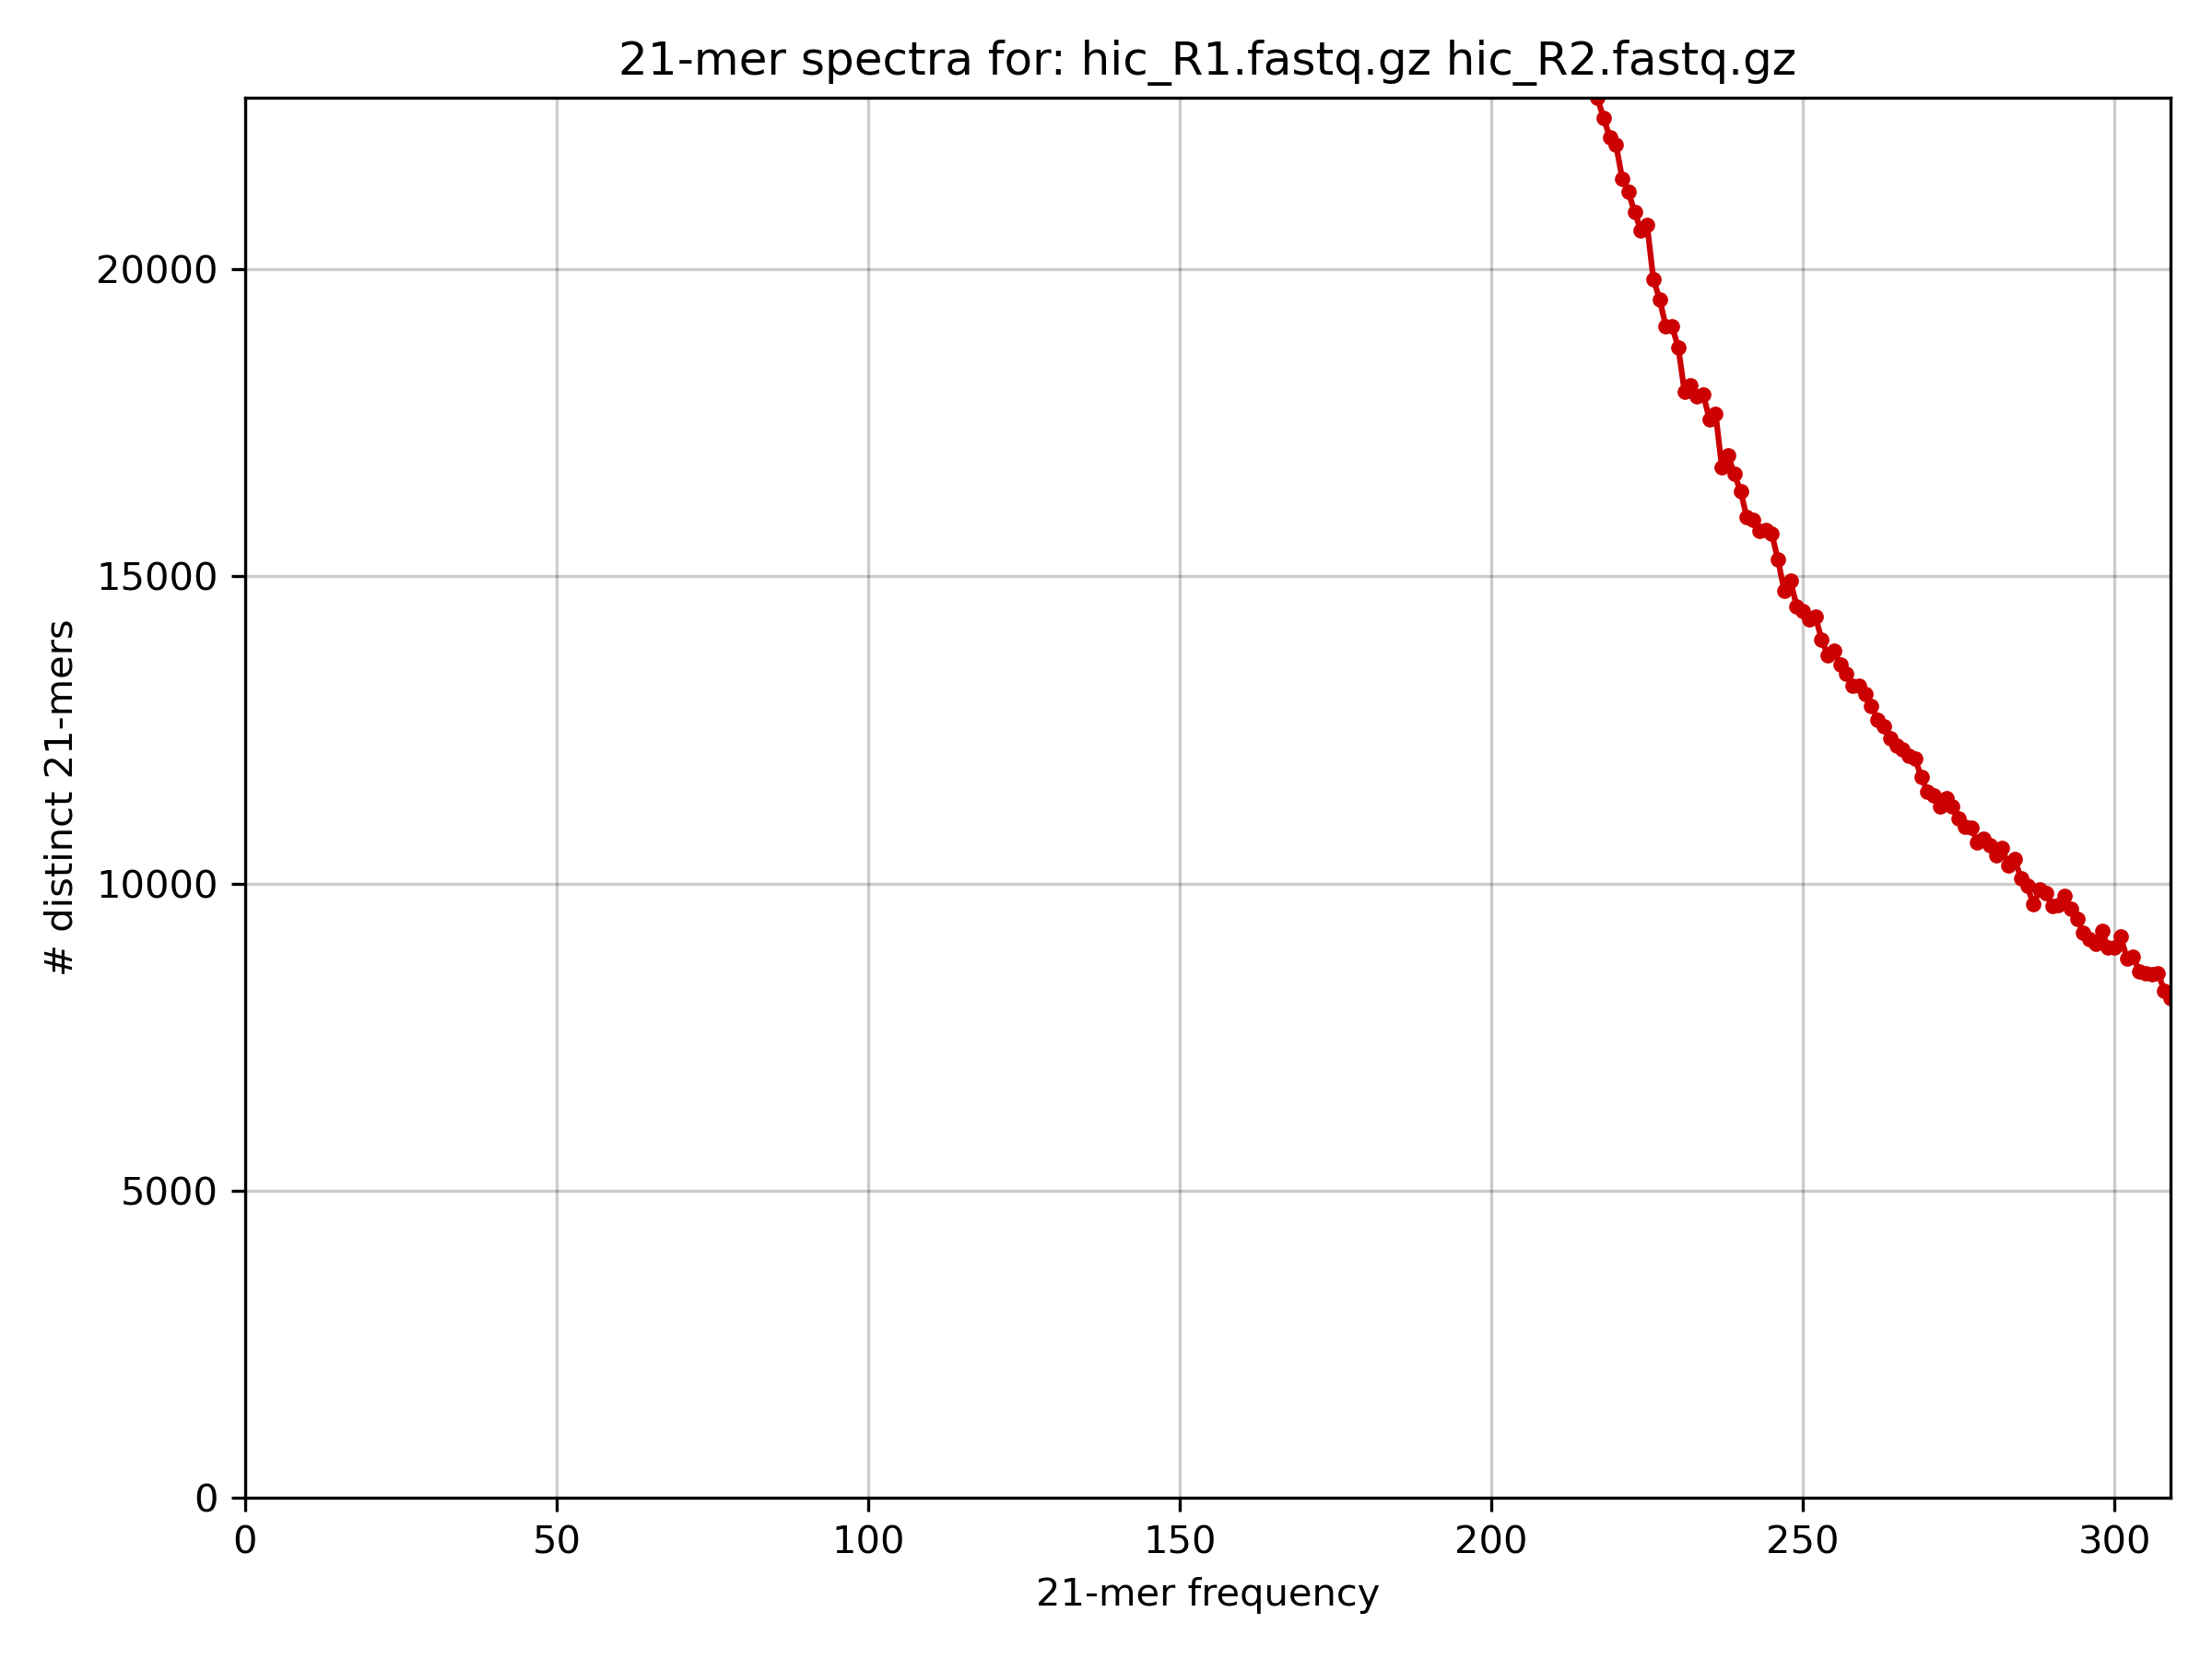 21-mer spectra for: hic_R1.fastq.gz hic_R2.fastq.gz
# distinct 21-mers
20000
15000
10000
5000
0
0 50 100 150 200 250 300
21-mer frequency